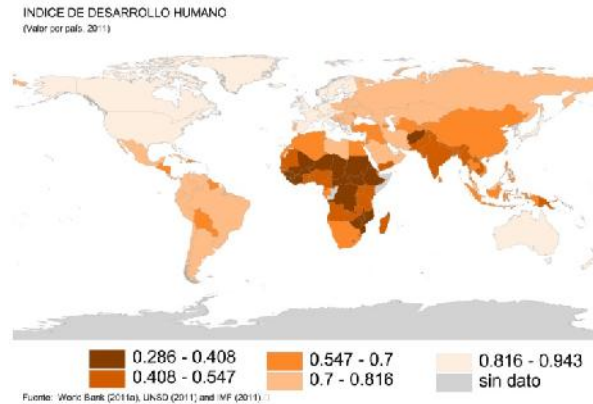 INDICE DE DESARROLLO HUMANO
(Valor por país, 2011)
0.286 - 0.408
0.547 - 0.7
0.816 - 0.943
0.408 - 0.547
0.7 - 0.816
sin dato
Fuente: World Bank (2011a), UNSD (2011) and IMF (2011).